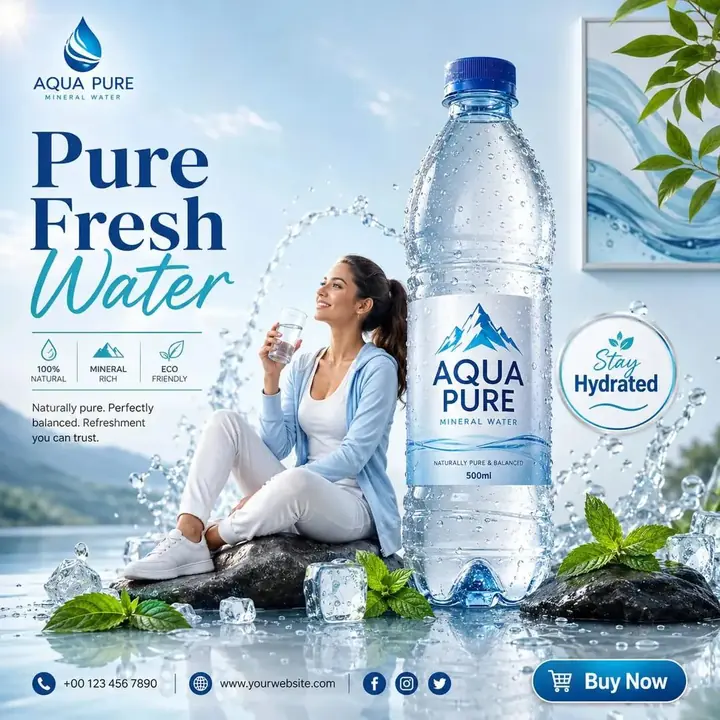 AQUA PURE
MINERAL WATER
Pure
Fresh
Water
100%
NATURAL
MINERAL
RICH
ECO
FRIENDLY
Naturally pure. Perfectly
balanced. Refreshment
you can trust.
AQUA
PURE
MINERAL WATER
NATURALLY PURE & BALANCED
500ml
Stay
Hydrated
+00 123 456 7890
www.yourwebsite.com
Buy Now